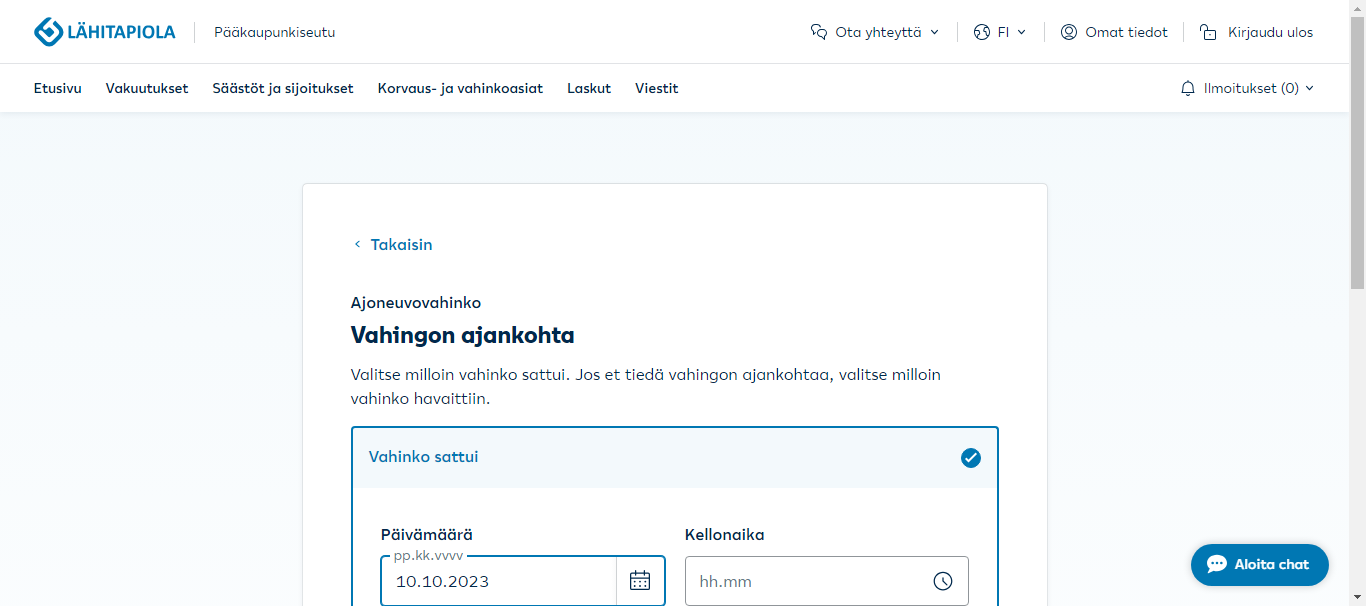 LÄHITAPIOLA
Pääkaupunkiseutu
Ota yhteyttä
FI
Omat tiedot
Kirjaudu ulos
Etusivu
Vakuutukset
Säästöt ja sijoitukset
Korvaus- ja vahinkoasiat
Laskut
Viestit
Ilmoitukset (0)
Takaisin
Ajoneuvovahinko
Vahingon ajankohta
Valitse milloin vahinko sattui. Jos et tiedä vahingon ajankohtaa, valitse milloin
vahinko havaittiin.
Vahinko sattui
Päivämäärä
Kellonaika
pp.kk.vvvv
10.10.2023
hh.mm
Aloita chat